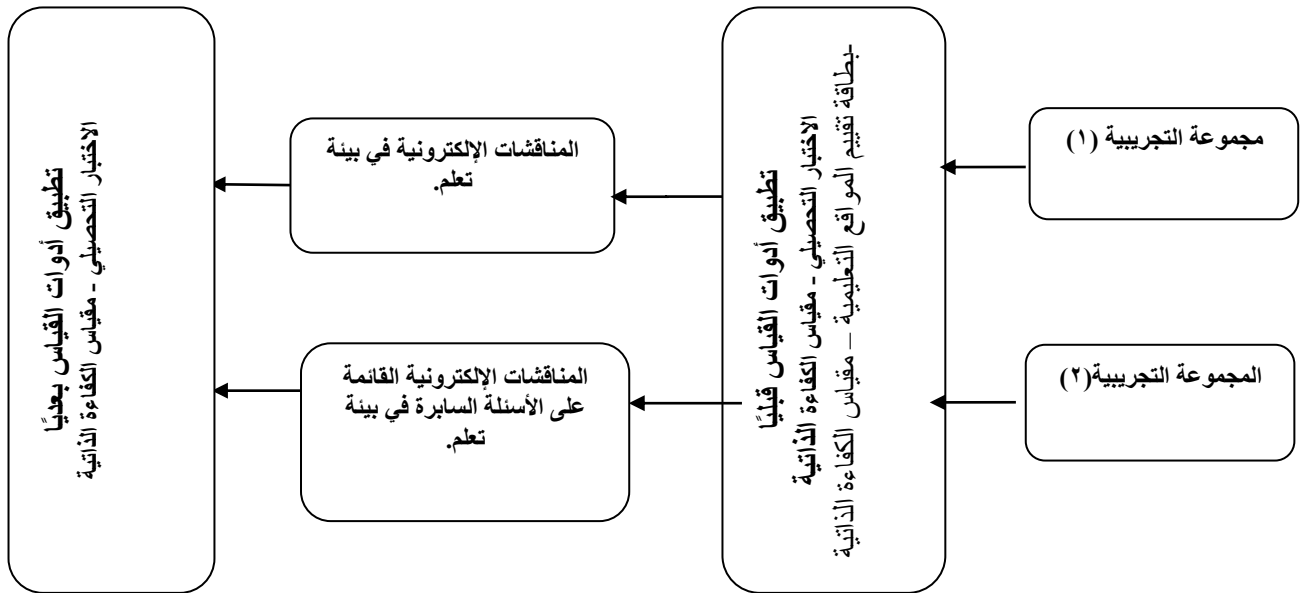 مجموعة التجريبية (١)
المجموعة التجريبية(٢)
تطبيق أدوات القياس قبليًا
الاختبار التحصيلي - مقياس الكفاءة الذاتية
-بطاقة تقييم المواقع التعليمية – مقياس الكفاءة الذاتية
المناقشات الإلكترونية في بيئة
تعلم.
المناقشات الإلكترونية القائمة
على الأسئلة السابرة في بيئة
تعلم.
تطبيق أدوات القياس بعديًا
الاختبار التحصيلي - مقياس الكفاءة الذاتية